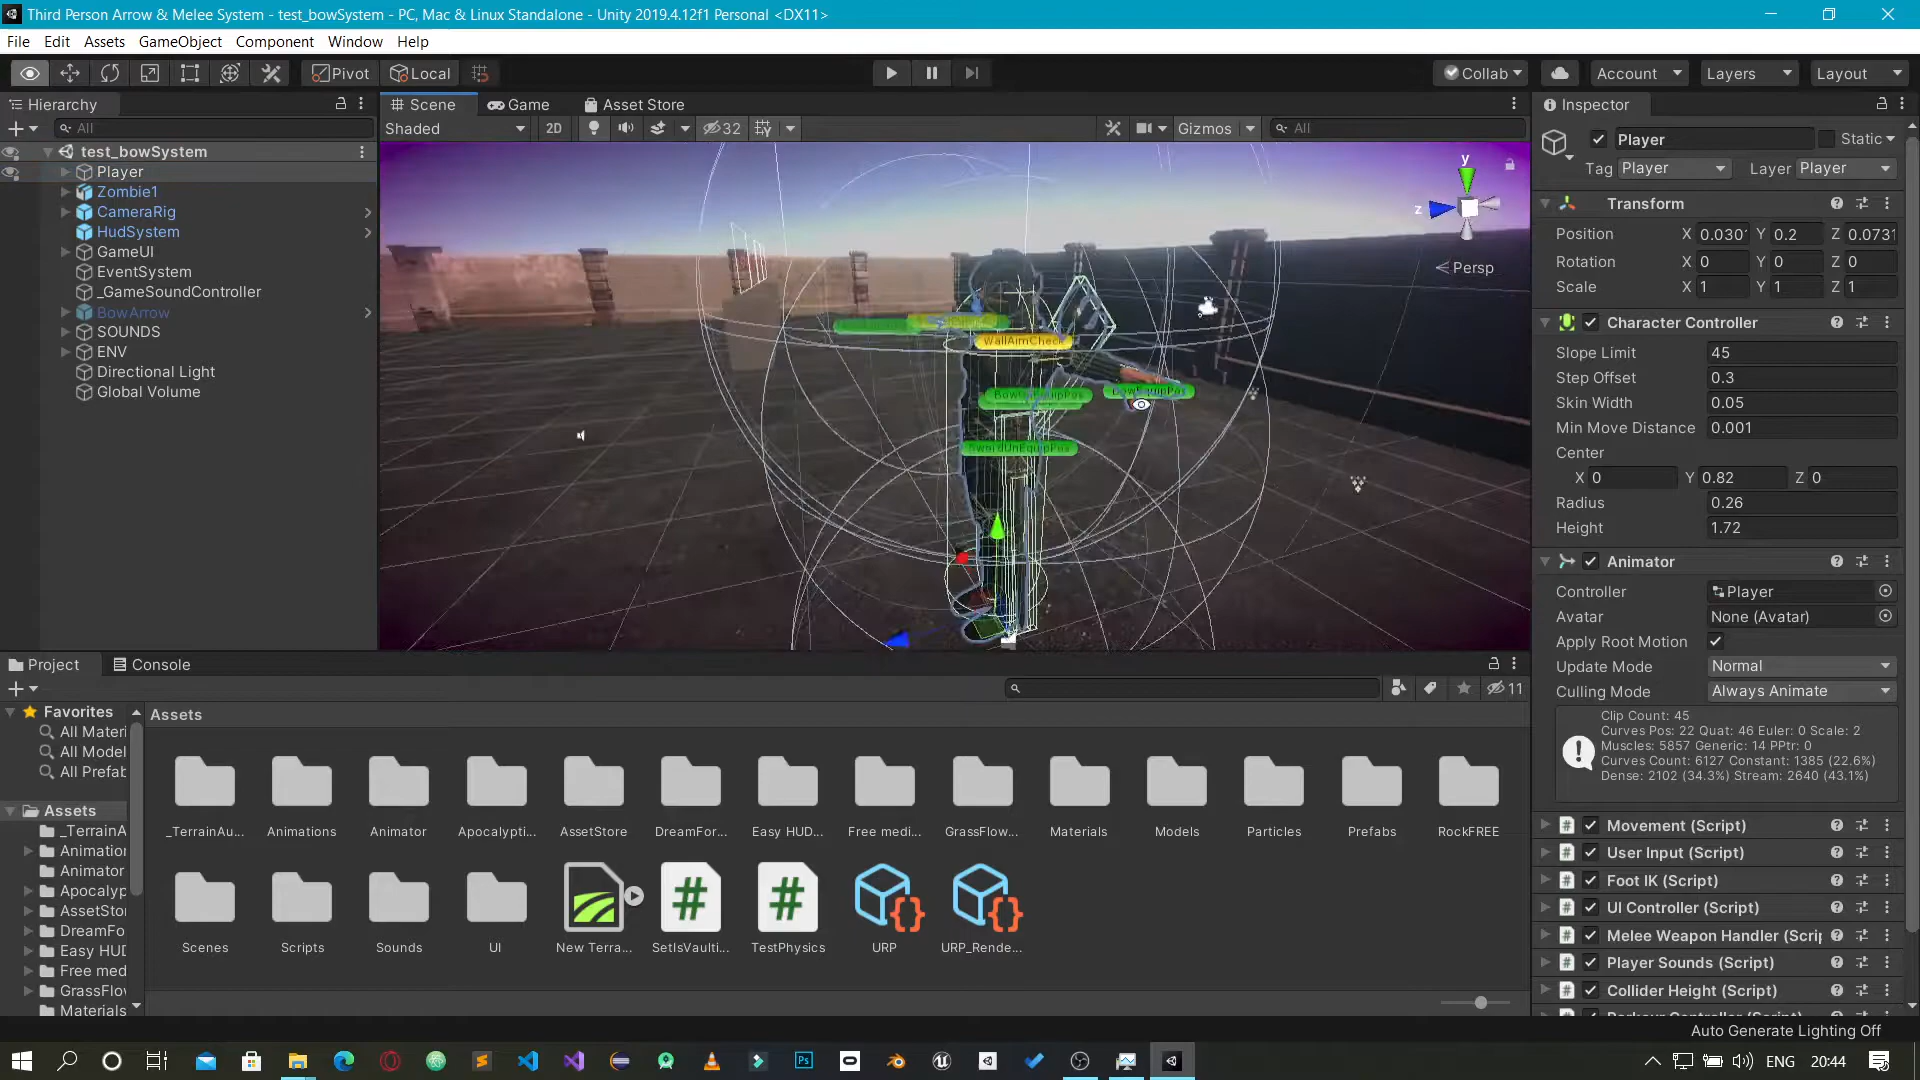 Third Person Arrow & Melee System - test_bowSystem - PC, Mac & Linux Standalone - Unity 2019.4.12f1 Personal <DX11>
File Edit Assets GameObject Component Window Help
Pivot Local Collab Account Layers Layout
Hierarchy
All
test_bowSystem
Player
Zombie1
CameraRig
HudSystem
GameUI
EventSystem
_GameSoundController
BowArrow
SOUNDS
ENV
Directional Light
Global Volume
Scene Game Asset Store
Shaded 2D 32 Gizmos All
y
z
Persp
WallAimCheck
SwordUnEquipPos
Inspector
Player Static
Tag Player Layer Player
Transform
Position X 0.030 Y 0.2 Z 0.0731
Rotation X 0 Y 0 Z 0
Scale X 1 Y 1 Z 1
Character Controller
Slope Limit 45
Step Offset 0.3
Skin Width 0.05
Min Move Distance 0.001
Center
X 0 Y 0.82 Z 0
Radius 0.26
Height 1.72
Animator
Controller Player
Avatar None (Avatar)
Apply Root Motion
Update Mode Normal
Culling Mode Always Animate
Clip Count: 45
Curves Pos: 22 Quat: 46 Euler: 0 Scale: 2
Muscles: 5857 Generic: 14 PPtr: 0
Curves Count: 6127 Constant: 1385 (22.6%)
Dense: 2102 (34.3%) Stream: 2640 (43.1%)
Movement (Script)
User Input (Script)
Foot IK (Script)
UI Controller (Script)
Melee Weapon Handler (Scrip
Player Sounds (Script)
Collider Height (Script)
Project Console
11
Favorites
All Materi
All Model
All Prefab
Assets
_TerrainA
Animation
Animator
Apocalyp
AssetStor
DreamFo
Easy HUD
Free med
GrassFlow
Materials
Assets
_TerrainAu... Animations Animator Apocalypti... AssetStore DreamFor... Easy HUD... Free medi... GrassFlow... Materials Models Particles Prefabs RockFREE
Scenes Scripts Sounds UI New Terra... SetIsVaulti... TestPhysics URP URP_Rende...
Auto Generate Lighting Off
Ps ENG 20:44